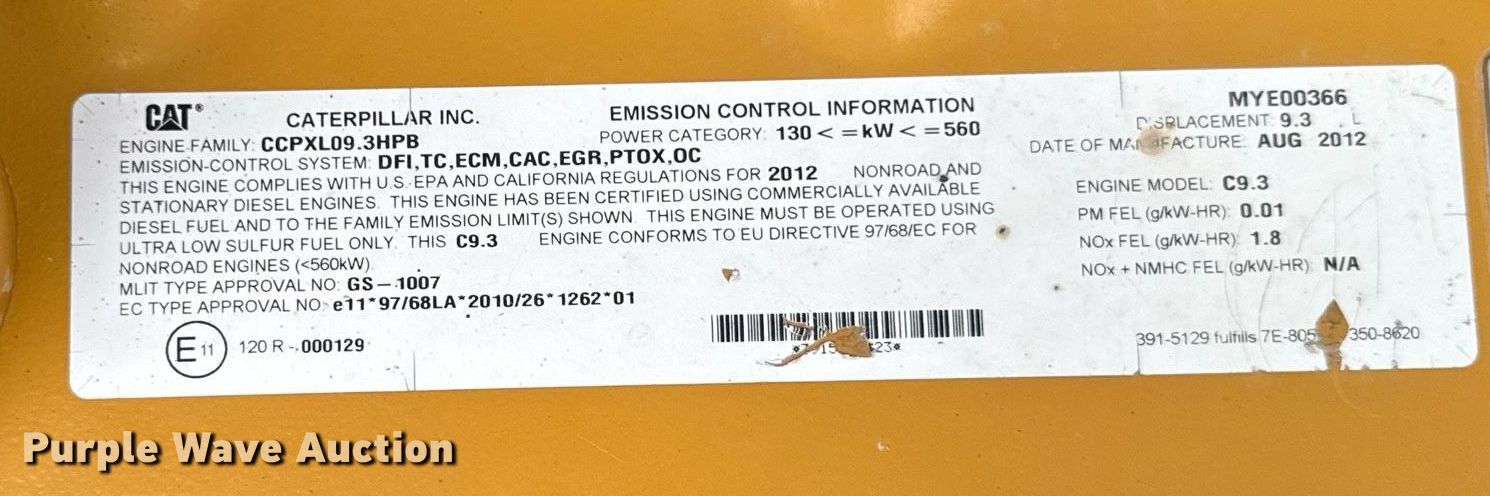 CAT®
CATERPILLAR INC.
ENGINE FAMILY: CCPXL09.3HPB
EMISSION CONTROL INFORMATION
POWER CATEGORY: 130 < = kW < = 560
EMISSION-CONTROL SYSTEM: DFI,TC,ECM,CAC,EGR,PTOX,OC
THIS ENGINE COMPLIES WITH U.S. EPA AND CALIFORNIA REGULATIONS FOR 2012 NONROAD AND
STATIONARY DIESEL ENGINES. THIS ENGINE HAS BEEN CERTIFIED USING COMMERCIALLY AVAILABLE
DIESEL FUEL AND TO THE FAMILY EMISSION LIMIT(S) SHOWN. THIS ENGINE MUST BE OPERATED USING
ULTRA LOW SULFUR FUEL ONLY. THIS C9.3 ENGINE CONFORMS TO EU DIRECTIVE 97/68/EC FOR
NONROAD ENGINES (<560kW).
MLIT TYPE APPROVAL NO: GS-1007
EC TYPE APPROVAL NO: e11*97/68LA*2010/26*1262*01
E 11 120 R - 000129
MYE00366
DISPLACEMENT: 9.3 L
DATE OF MANUFACTURE: AUG 2012
ENGINE MODEL: C9.3
PM FEL (g/kW-HR): 0.01
NOx FEL (g/kW-HR): 1.8
NOx + NMHC FEL (g/kW-HR): N/A
391-5129 fulfills 350-8620
Purple Wave Auction